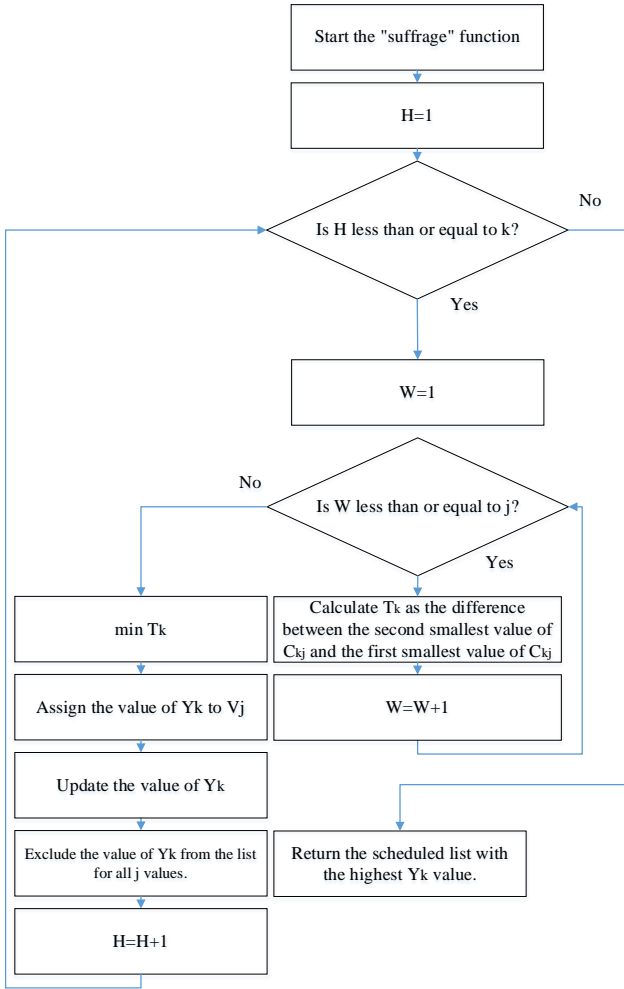 Start the "suffrage" function
H=1
Is H less than or equal to k?
No
Yes
W=1
Is W less than or equal to j?
No
Yes
min Tk
Calculate Tk as the difference
between the second smallest value of
Ckj and the first smallest value of Ckj
Assign the value of Yk to Vj
W=W+1
Update the value of Yk
Exclude the value of Yk from the list
for all j values.
Return the scheduled list with
the highest Yk value.
H=H+1